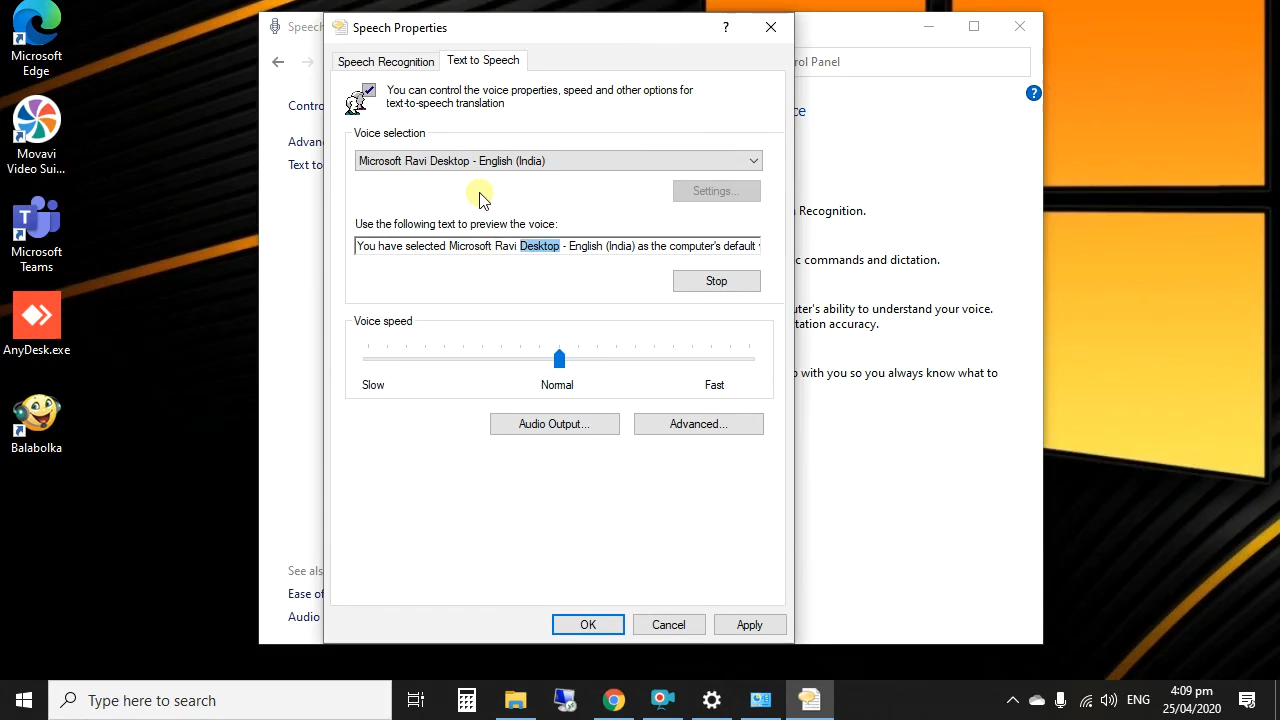 Microsoft
Edge
Movavi
Video Sui...
Microsoft
Teams
AnyDesk.exe
Balabolka
Speech
rol Panel
Contro
Advan
Text to
ce
n Recognition.
c commands and dictation.
uter's ability to understand your voice.
tation accuracy.
o with you so you always know what to
See als
Ease of
Audio
Speech Properties
?
Speech Recognition
Text to Speech
You can control the voice properties, speed and other options for
text-to-speech translation
Voice selection
Microsoft Ravi Desktop - English (India)
Settings...
Use the following text to preview the voice:
You have selected Microsoft Ravi Desktop - English (India) as the computer's default
Stop
Voice speed
Slow
Normal
Fast
Audio Output...
Advanced...
OK
Cancel
Apply
Type here to search
ENG
4:09 pm
25/04/2020